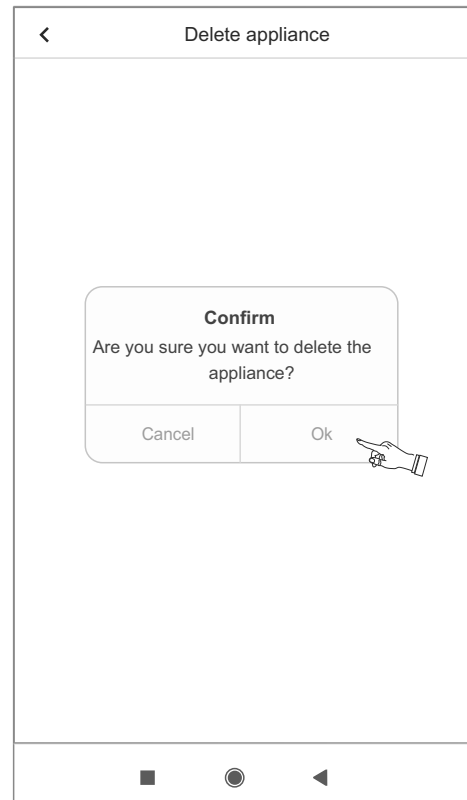 Delete appliance
Confirm
Are you sure you want to delete the
appliance?
Cancel Ok